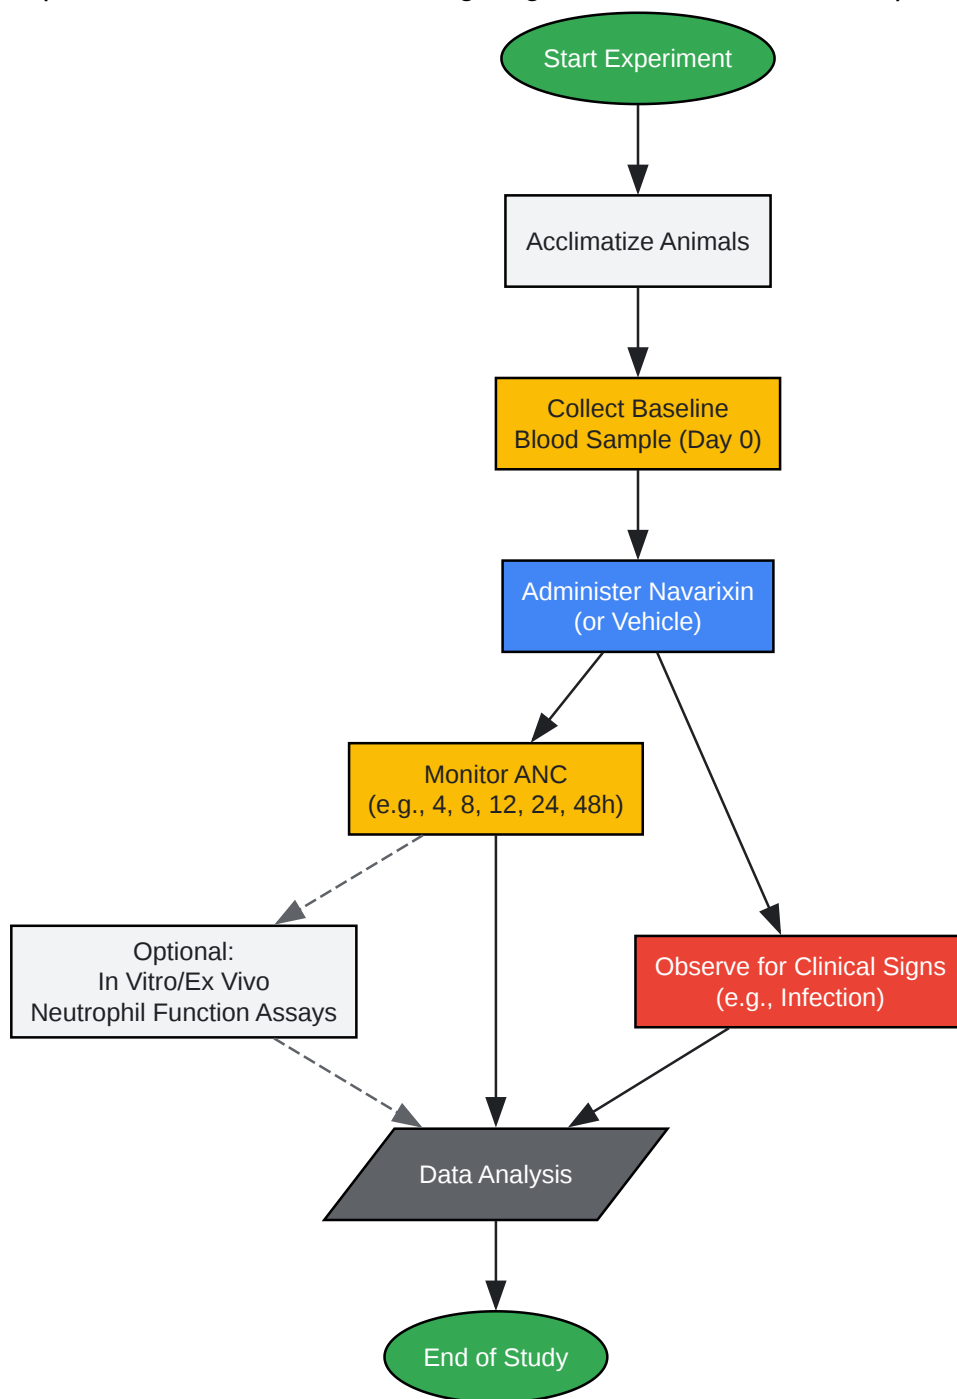 Start Experiment
Acclimatize Animals
Collect Baseline
Blood Sample (Day 0)
Administer Navarixin
(or Vehicle)
Monitor ANC
(e.g., 4, 8, 12, 24, 48h)
Optional:
In Vitro/Ex Vivo
Neutrophil Function Assays
Observe for Clinical Signs
(e.g., Infection)
Data Analysis
End of Study